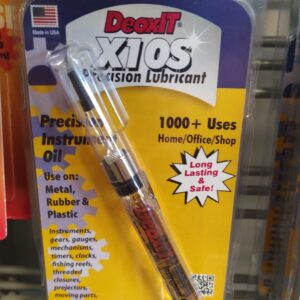 Made in USA
DeoxIT®
X10S
Precision Lubricant
Precision
Instrument
Oil
Use on:
Metal,
Rubber &
Plastic
Instruments,
gears, gauges,
mechanisms,
timers, clocks,
fishing reels,
threaded
closures,
projectors,
moving parts.
1000+ Uses
Home/Office/Shop
Long
Lasting &
Safe!